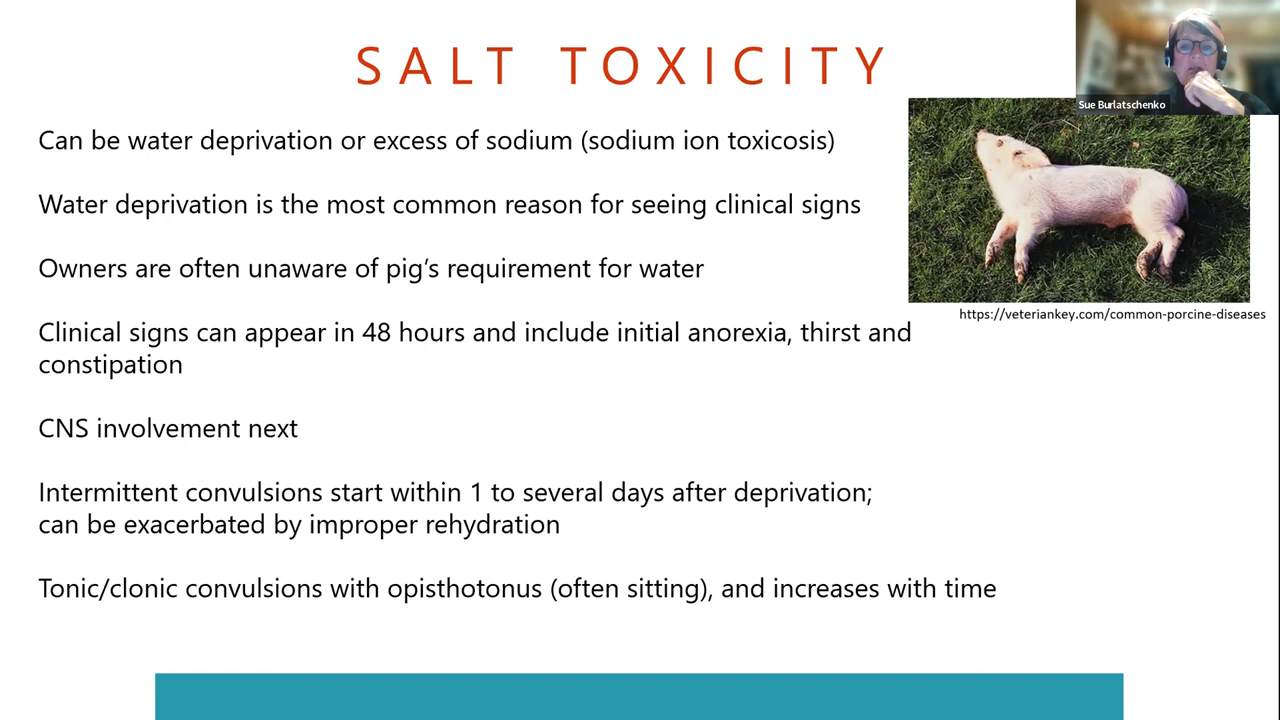 SALT TOXICITY
Sue Burlatschenko
Can be water deprivation or excess of sodium (sodium ion toxicosis)
Water deprivation is the most common reason for seeing clinical signs
Owners are often unaware of pig's requirement for water
https://veteriankey.com/common-porcine-diseases
Clinical signs can appear in 48 hours and include initial anorexia, thirst and
constipation
CNS involvement next
Intermittent convulsions start within 1 to several days after deprivation;
can be exacerbated by improper rehydration
Tonic/clonic convulsions with opisthotonus (often sitting), and increases with time